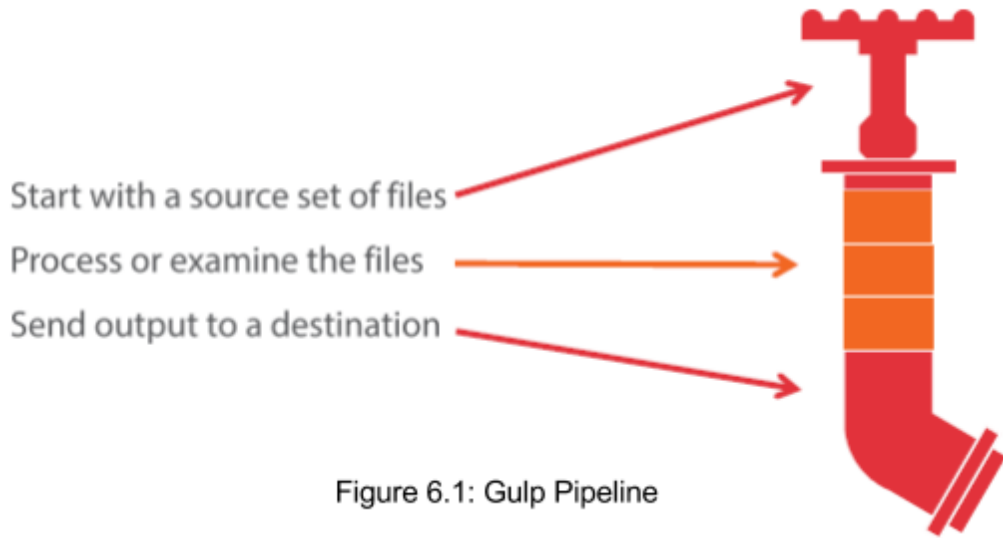 Start with a source set of files
Process or examine the files
Send output to a destination
Figure 6.1: Gulp Pipeline